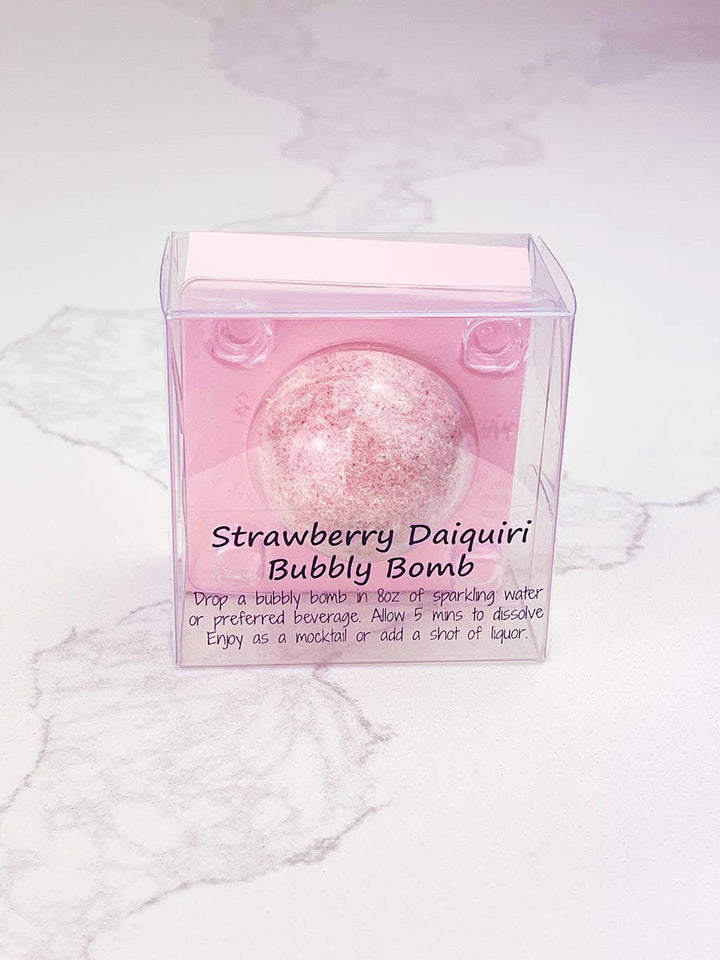 Strawberry Daiquiri
Bubbly Bomb
Drop a bubbly bomb in 8oz of sparkling water
or preferred beverage. Allow 5 mins to dissolve
Enjoy as a mocktail or add a shot of liquor.